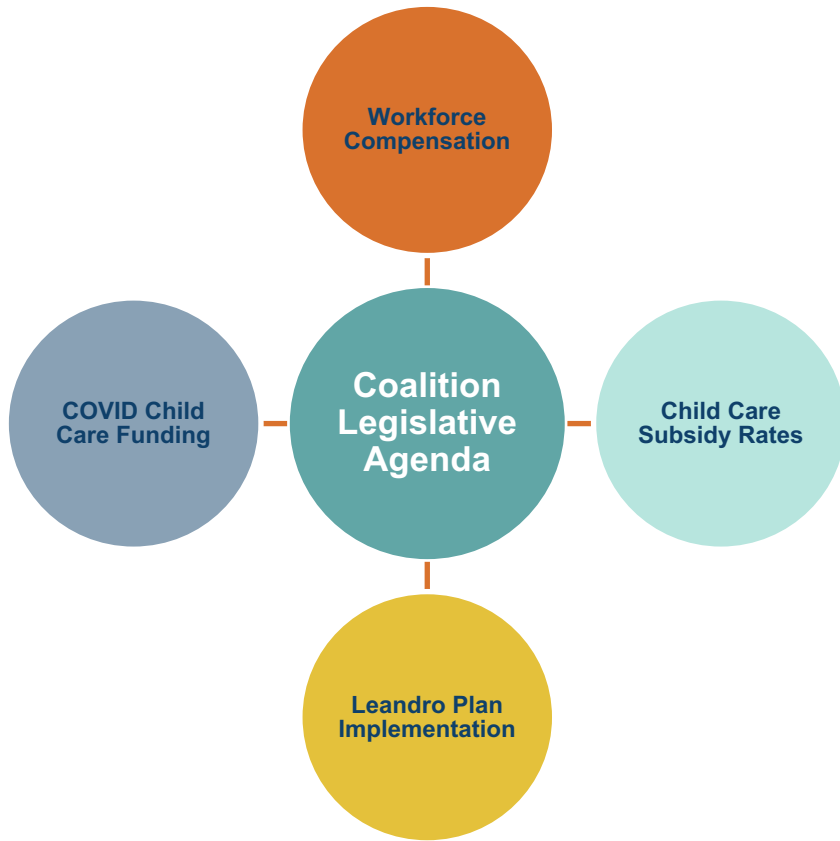 Workforce
Compensation
COVID Child
Care Funding
Coalition
Legislative
Agenda
Child Care
Subsidy Rates
Leandro Plan
Implementation